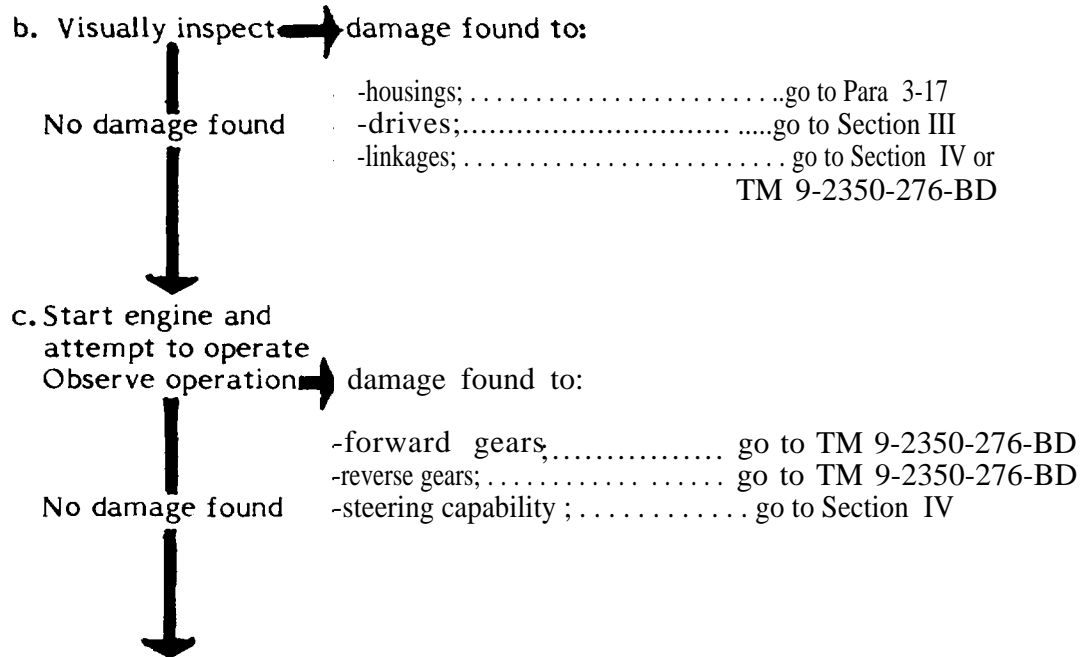 b. Visually inspect damage found to:
-housings; . . . . . . . . . . . . . . . . . . . . . . . ..go to Para 3-17
No damage found -drives;............................. .....go to Section III
-linkages; . . . . . . . . . . . . . . . . . . . . . . . . . go to Section IV or
TM 9-2350-276-BD
c. Start engine and
attempt to operate
Observe operation damage found to:
-forward gears;................ go to TM 9-2350-276-BD
-reverse gears; . . . . . . . . . . . . . . . . . go to TM 9-2350-276-BD
No damage found -steering capability ; . . . . . . . . . . . . . go to Section IV